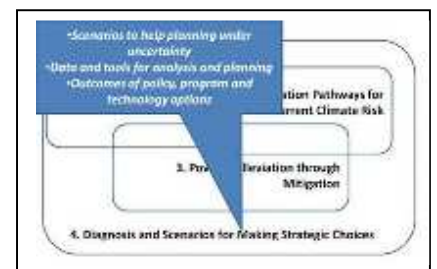 •Scenarios to help planning under
uncertainty
•Data and tools for analysis and planning
•Outcomes of policy, program and
technology options
ation Pathways for
rrent Climate Risk
3. Pov lleviation through
Mitigation
4. Diagnosis and Scenarios for Making Strategic Choices